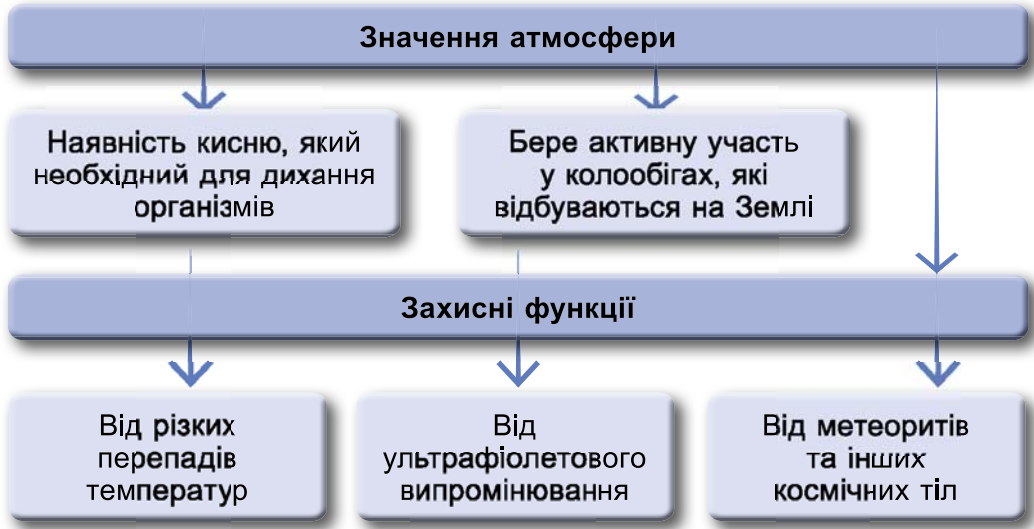 Значення атмосфери
Наявність кисню, який
необхідний для дихання
організмів
Бере активну участь
у колообігах, які
відбуваються на Землі
Захисні функції
Від різких
перепадів
температур
Від
ультрафіолетового
випромінювання
Від метеоритів
та інших
космічних тіл